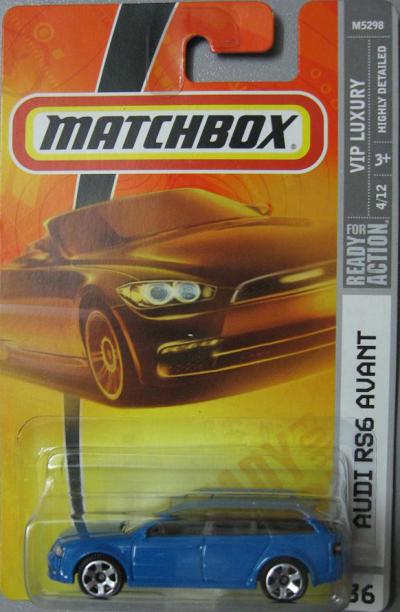 M5298
MATCHBOX®
VIP LUXURY
HIGHLY DETAILED
4/12
3+
READY FOR
ACTION®
AUDI RS6 AVANT
36